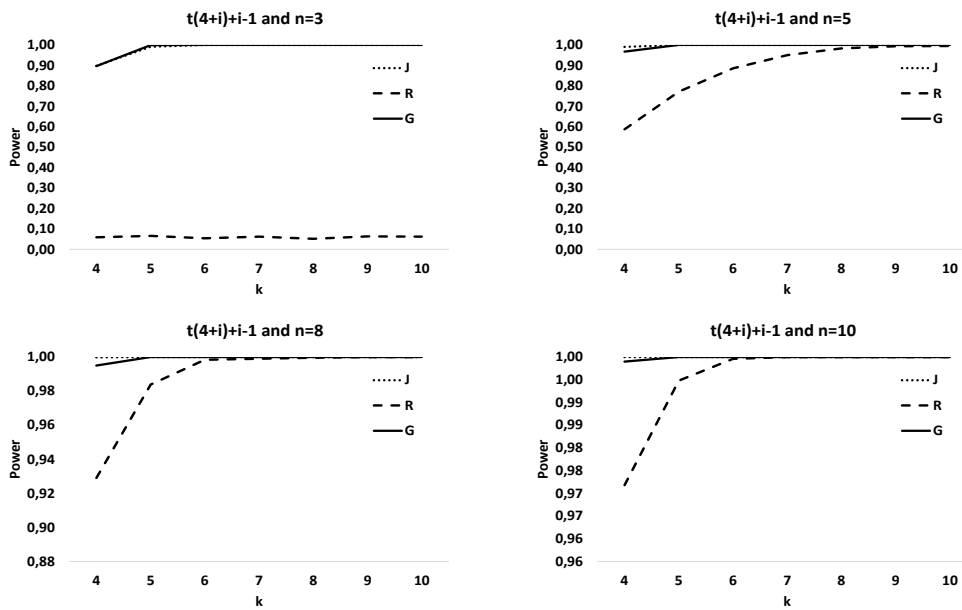 t(4+i)+i-1 and n=3
1,00
0,90
0,80
0,70
0,60
0,50
0,40
0,30
0,20
0,10
0,00
Power
J
R
G
4 5 6 7 8 9 10
k
t(4+i)+i-1 and n=5
1,00
0,90
0,80
0,70
0,60
0,50
0,40
0,30
0,20
0,10
0,00
Power
J
R
G
4 5 6 7 8 9 10
k
t(4+i)+i-1 and n=8
1,00
0,98
0,96
0,94
0,92
0,90
0,88
Power
J
R
G
4 5 6 7 8 9 10
k
t(4+i)+i-1 and n=10
1,00
1,00
0,99
0,99
0,98
0,98
0,97
0,97
0,96
0,96
Power
J
R
G
4 5 6 7 8 9 10
k